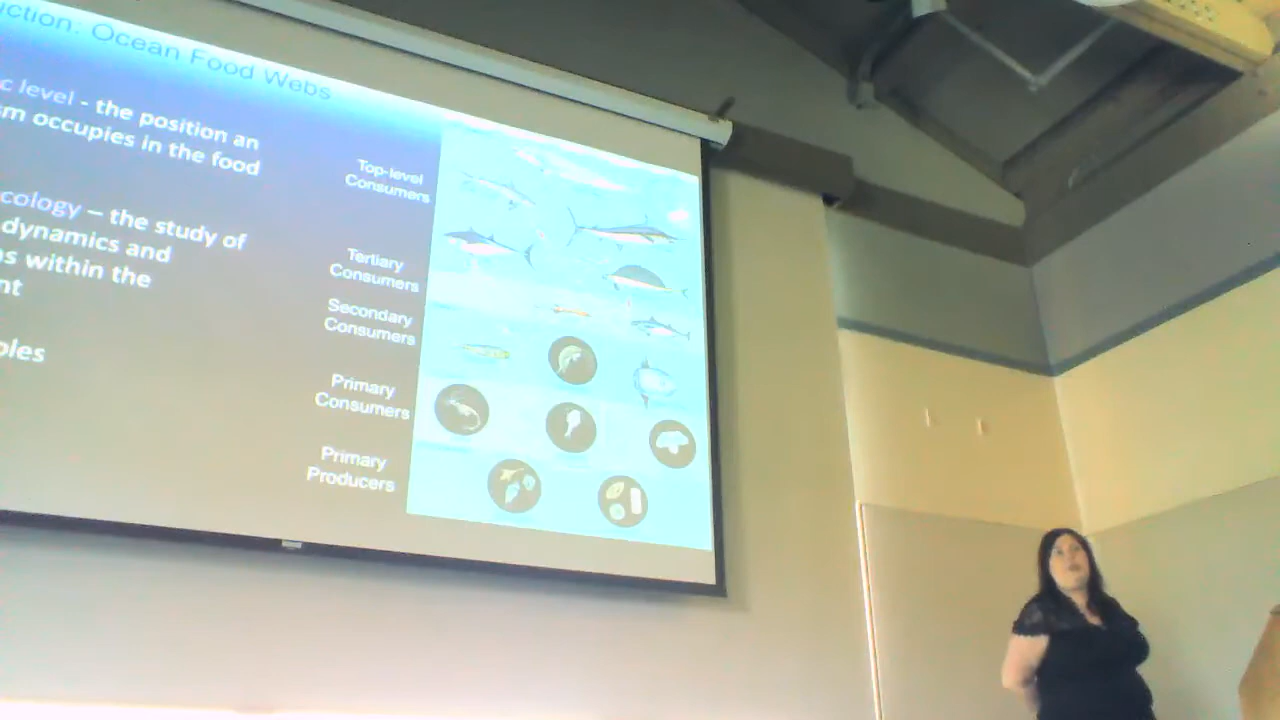 ction: Ocean Food Webs
c level - the position an
sm occupies in the food
cology – the study of
dynamics and
s within the
nt
ples
Top-level
Consumers
Tertiary
Consumers
Secondary
Consumers
Primary
Consumers
Primary
Producers